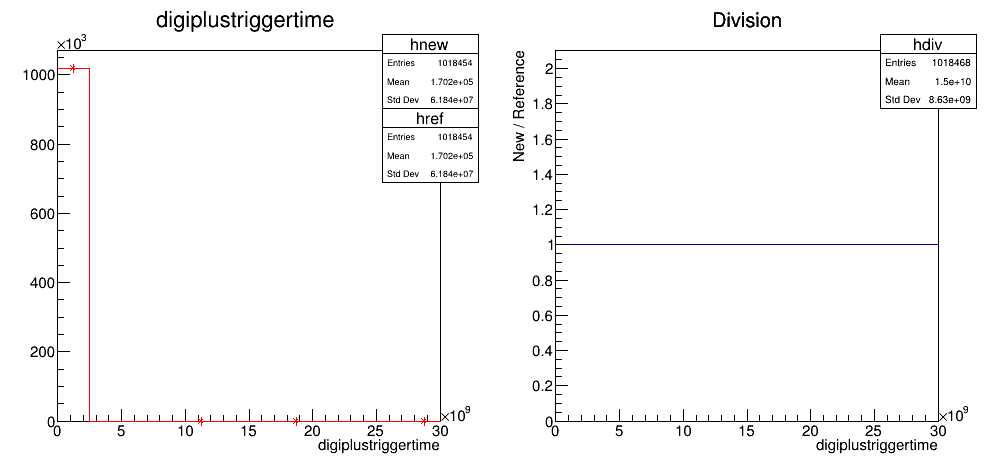 digiplustriggertime
×10³
hnew
Entries 1018454
Mean 1.702e+05
Std Dev 6.184e+07
href
Entries 1018454
Mean 1.702e+05
Std Dev 6.184e+07
1000
800
600
400
200
0
0 5 10 15 20 25 30
×10⁹
digiplustriggertime
Division
hdiv
Entries 1018468
Mean 1.5e+10
Std Dev 8.63e+09
New / Reference
2
1.8
1.6
1.4
1.2
1
0.8
0.6
0.4
0.2
0
0 5 10 15 20 25 30
×10⁹
digiplustriggertime